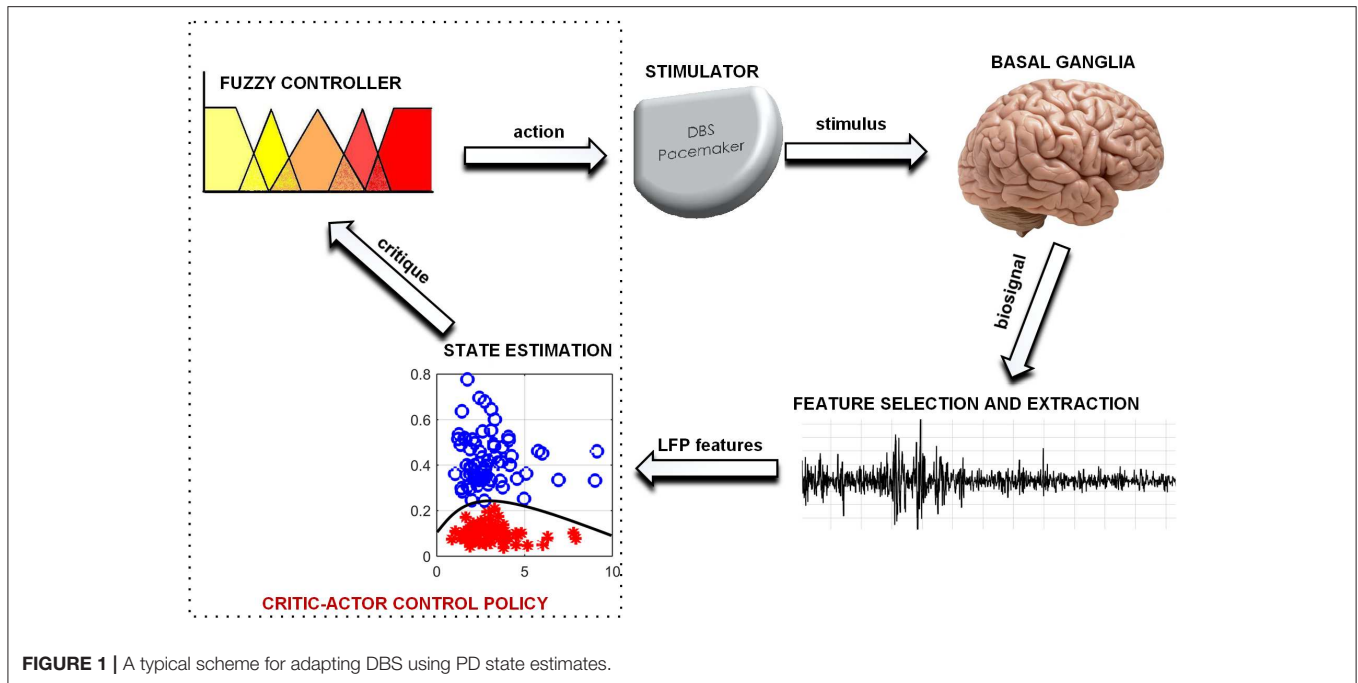 FUZZY CONTROLLER
action
STIMULATOR
DBS
Pacemaker
stimulus
BASAL GANGLIA
critique
biosignal
STATE ESTIMATION
0.8
0.6
0.4
0.2
0
0
5
10
LFP features
FEATURE SELECTION AND EXTRACTION
CRITIC-ACTOR CONTROL POLICY
FIGURE 1 | A typical scheme for adapting DBS using PD state estimates.